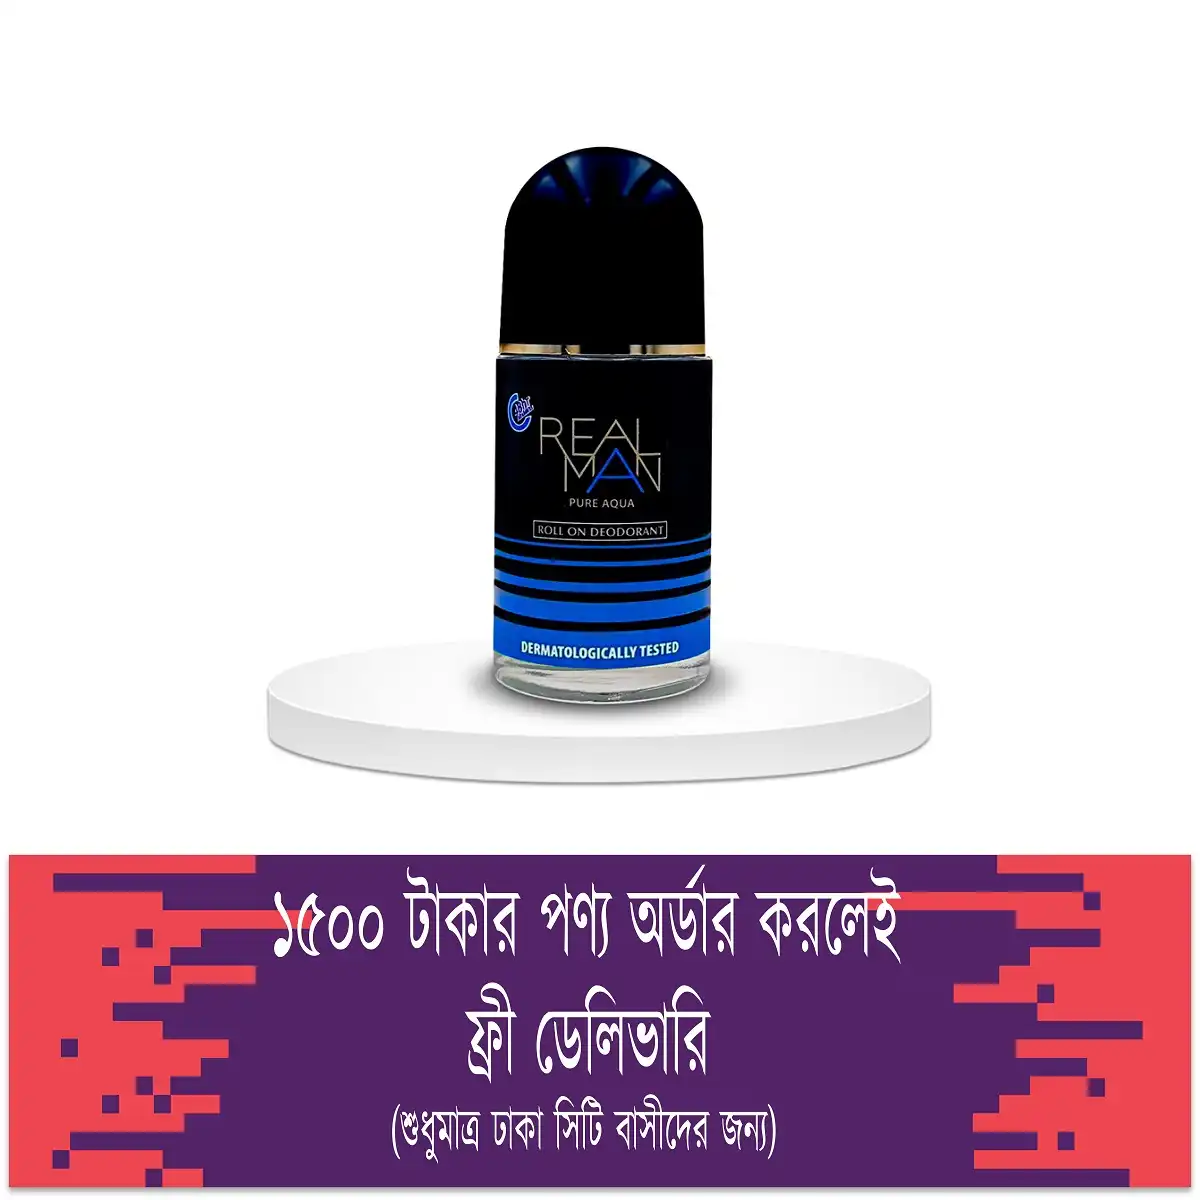 REAL
MAN
PURE AQUA
ROLL ON DEODORANT
DERMATOLOGICALLY TESTED
১৫০০ টাকার পণ্য অর্ডার করলেই
ফ্রী ডেলিভারি
(শুধুমাত্র ঢাকা সিটি বাসীদের জন্য)